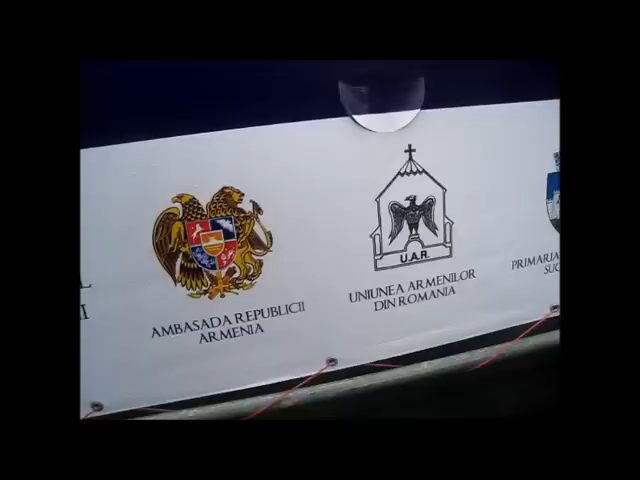 AMBASADA REPUBLICII
ARMENIA
U.A.R.
UNIUNEA ARMENILOR
DIN ROMANIA
PRIMARIA